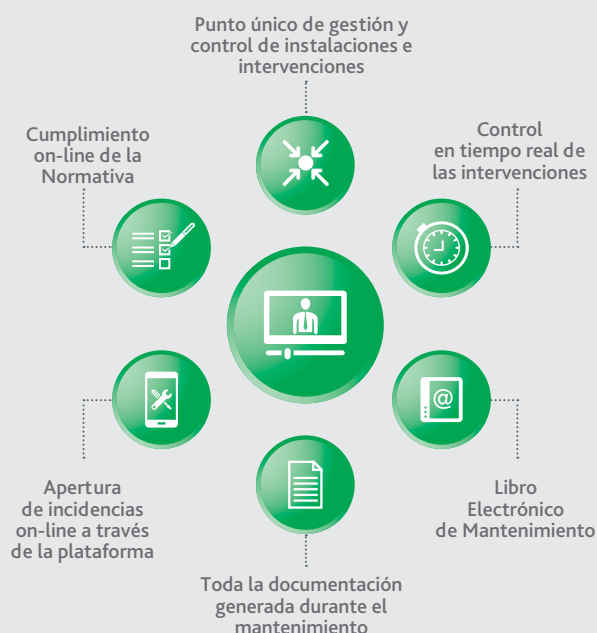 Punto único de gestión y
control de instalaciones e
intervenciones
Cumplimiento
on-line de la
Normativa
Control
en tiempo real de
las intervenciones
@
Apertura
de incidencias
on-line a través
de la plataforma
Libro
Electrónico
de Mantenimiento
Toda la documentación
generada durante el
mantenimiento